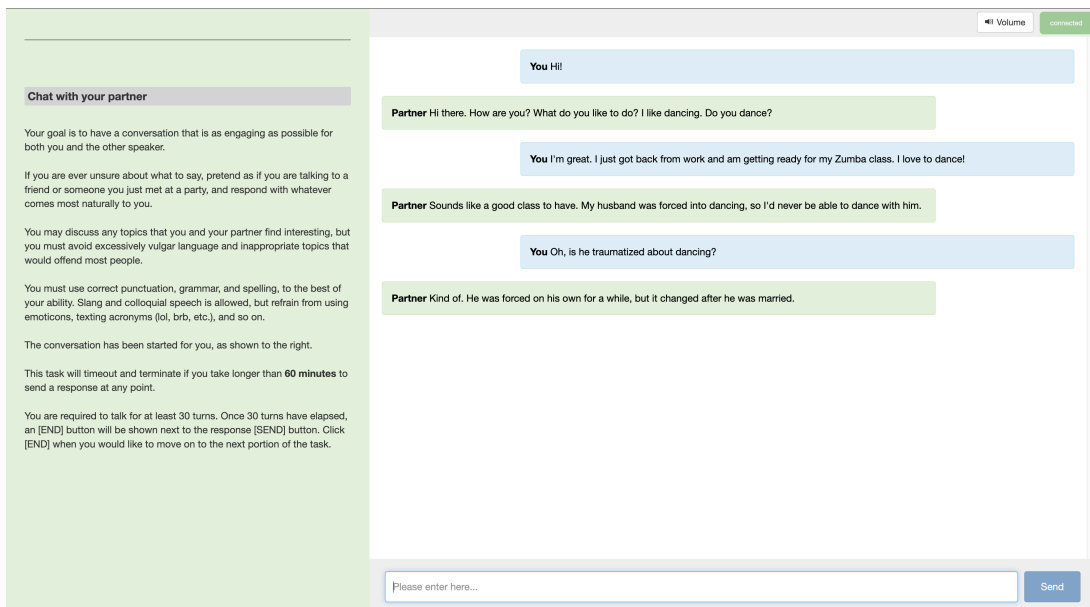 Volume
connected
Chat with your partner
Your goal is to have a conversation that is as engaging as possible for
both you and the other speaker.
If you are ever unsure about what to say, pretend as if you are talking to a
friend or someone you just met at a party, and respond with whatever
comes most naturally to you.
You may discuss any topics that you and your partner find interesting, but
you must avoid excessively vulgar language and inappropriate topics that
would offend most people.
You must use correct punctuation, grammar, and spelling, to the best of
your ability. Slang and colloquial speech is allowed, but refrain from using
emoticons, texting acronyms (lol, brb, etc.), and so on.
The conversation has been started for you, as shown to the right.
This task will timeout and terminate if you take longer than 60 minutes to
send a response at any point.
You are required to talk for at least 30 turns. Once 30 turns have elapsed,
an [END] button will be shown next to the response [SEND] button. Click
[END] when you would like to move on to the next portion of the task.
You Hi!
Partner Hi there. How are you? What do you like to do? I like dancing. Do you dance?
You I'm great. I just got back from work and am getting ready for my Zumba class. I love to dance!
Partner Sounds like a good class to have. My husband was forced into dancing, so I'd never be able to dance with him.
You Oh, is he traumatized about dancing?
Partner Kind of. He was forced on his own for a while, but it changed after he was married.
Please enter here...
Send